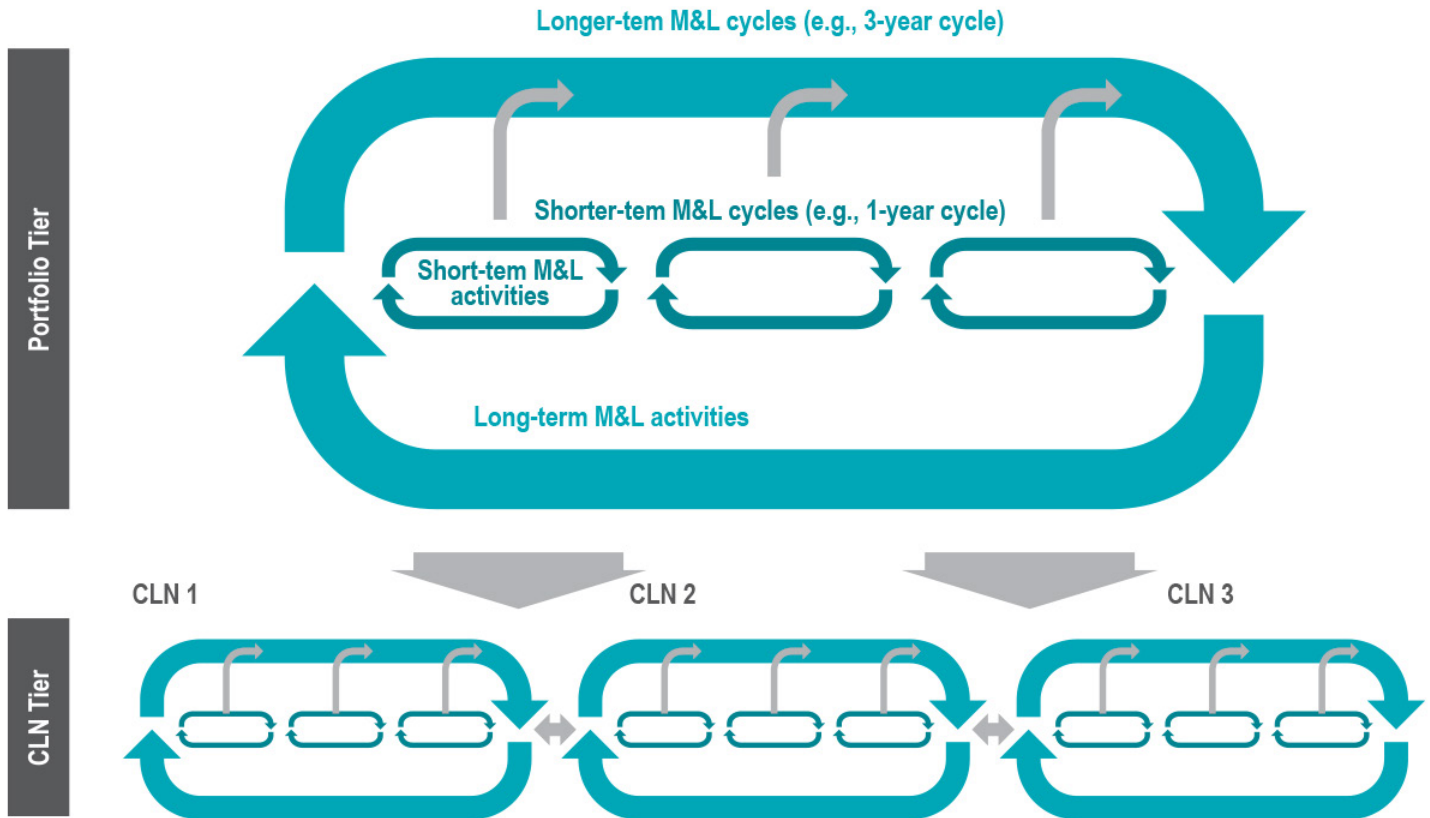 Longer-tem M&L cycles (e.g., 3-year cycle)
Portfolio Tier
Shorter-tem M&L cycles (e.g., 1-year cycle)
Short-tem M&L
activities
Long-term M&L activities
CLN 1
CLN 2
CLN 3
CLN Tier